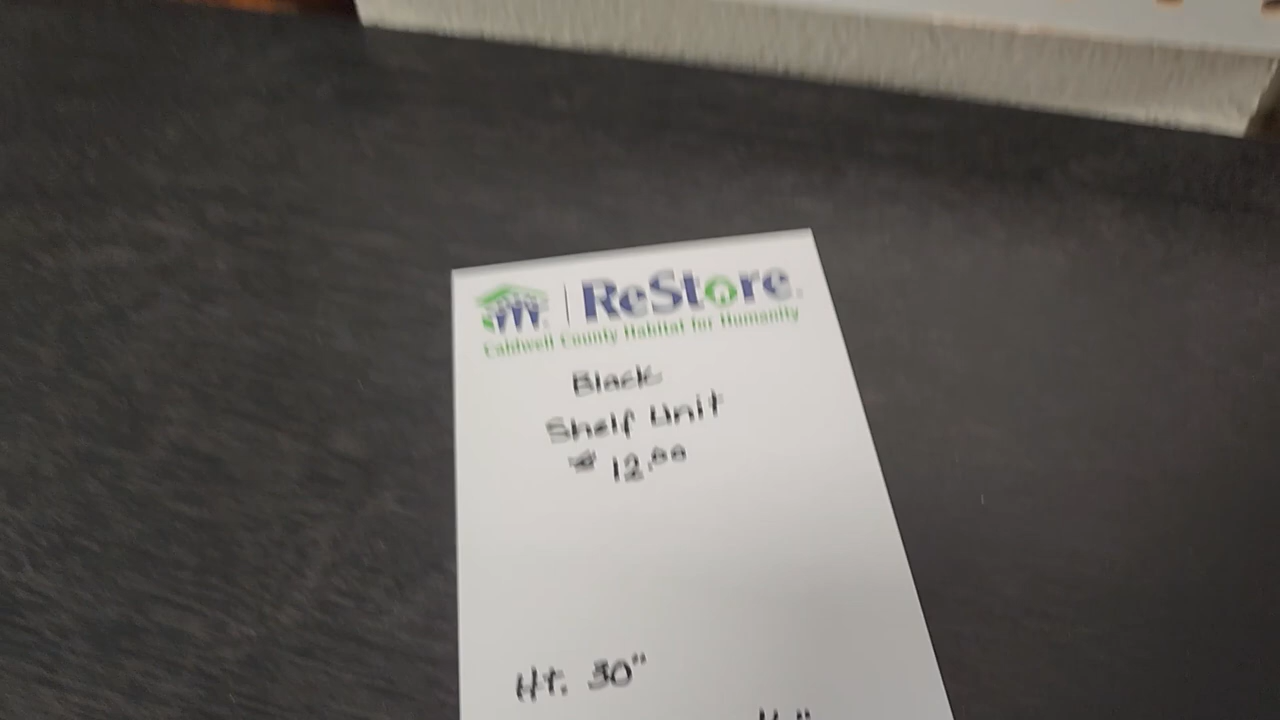 ReStore
Caldwell County Habitat for Humanity
Black
Shelf Unit
$ 12.00
Ht. 30"